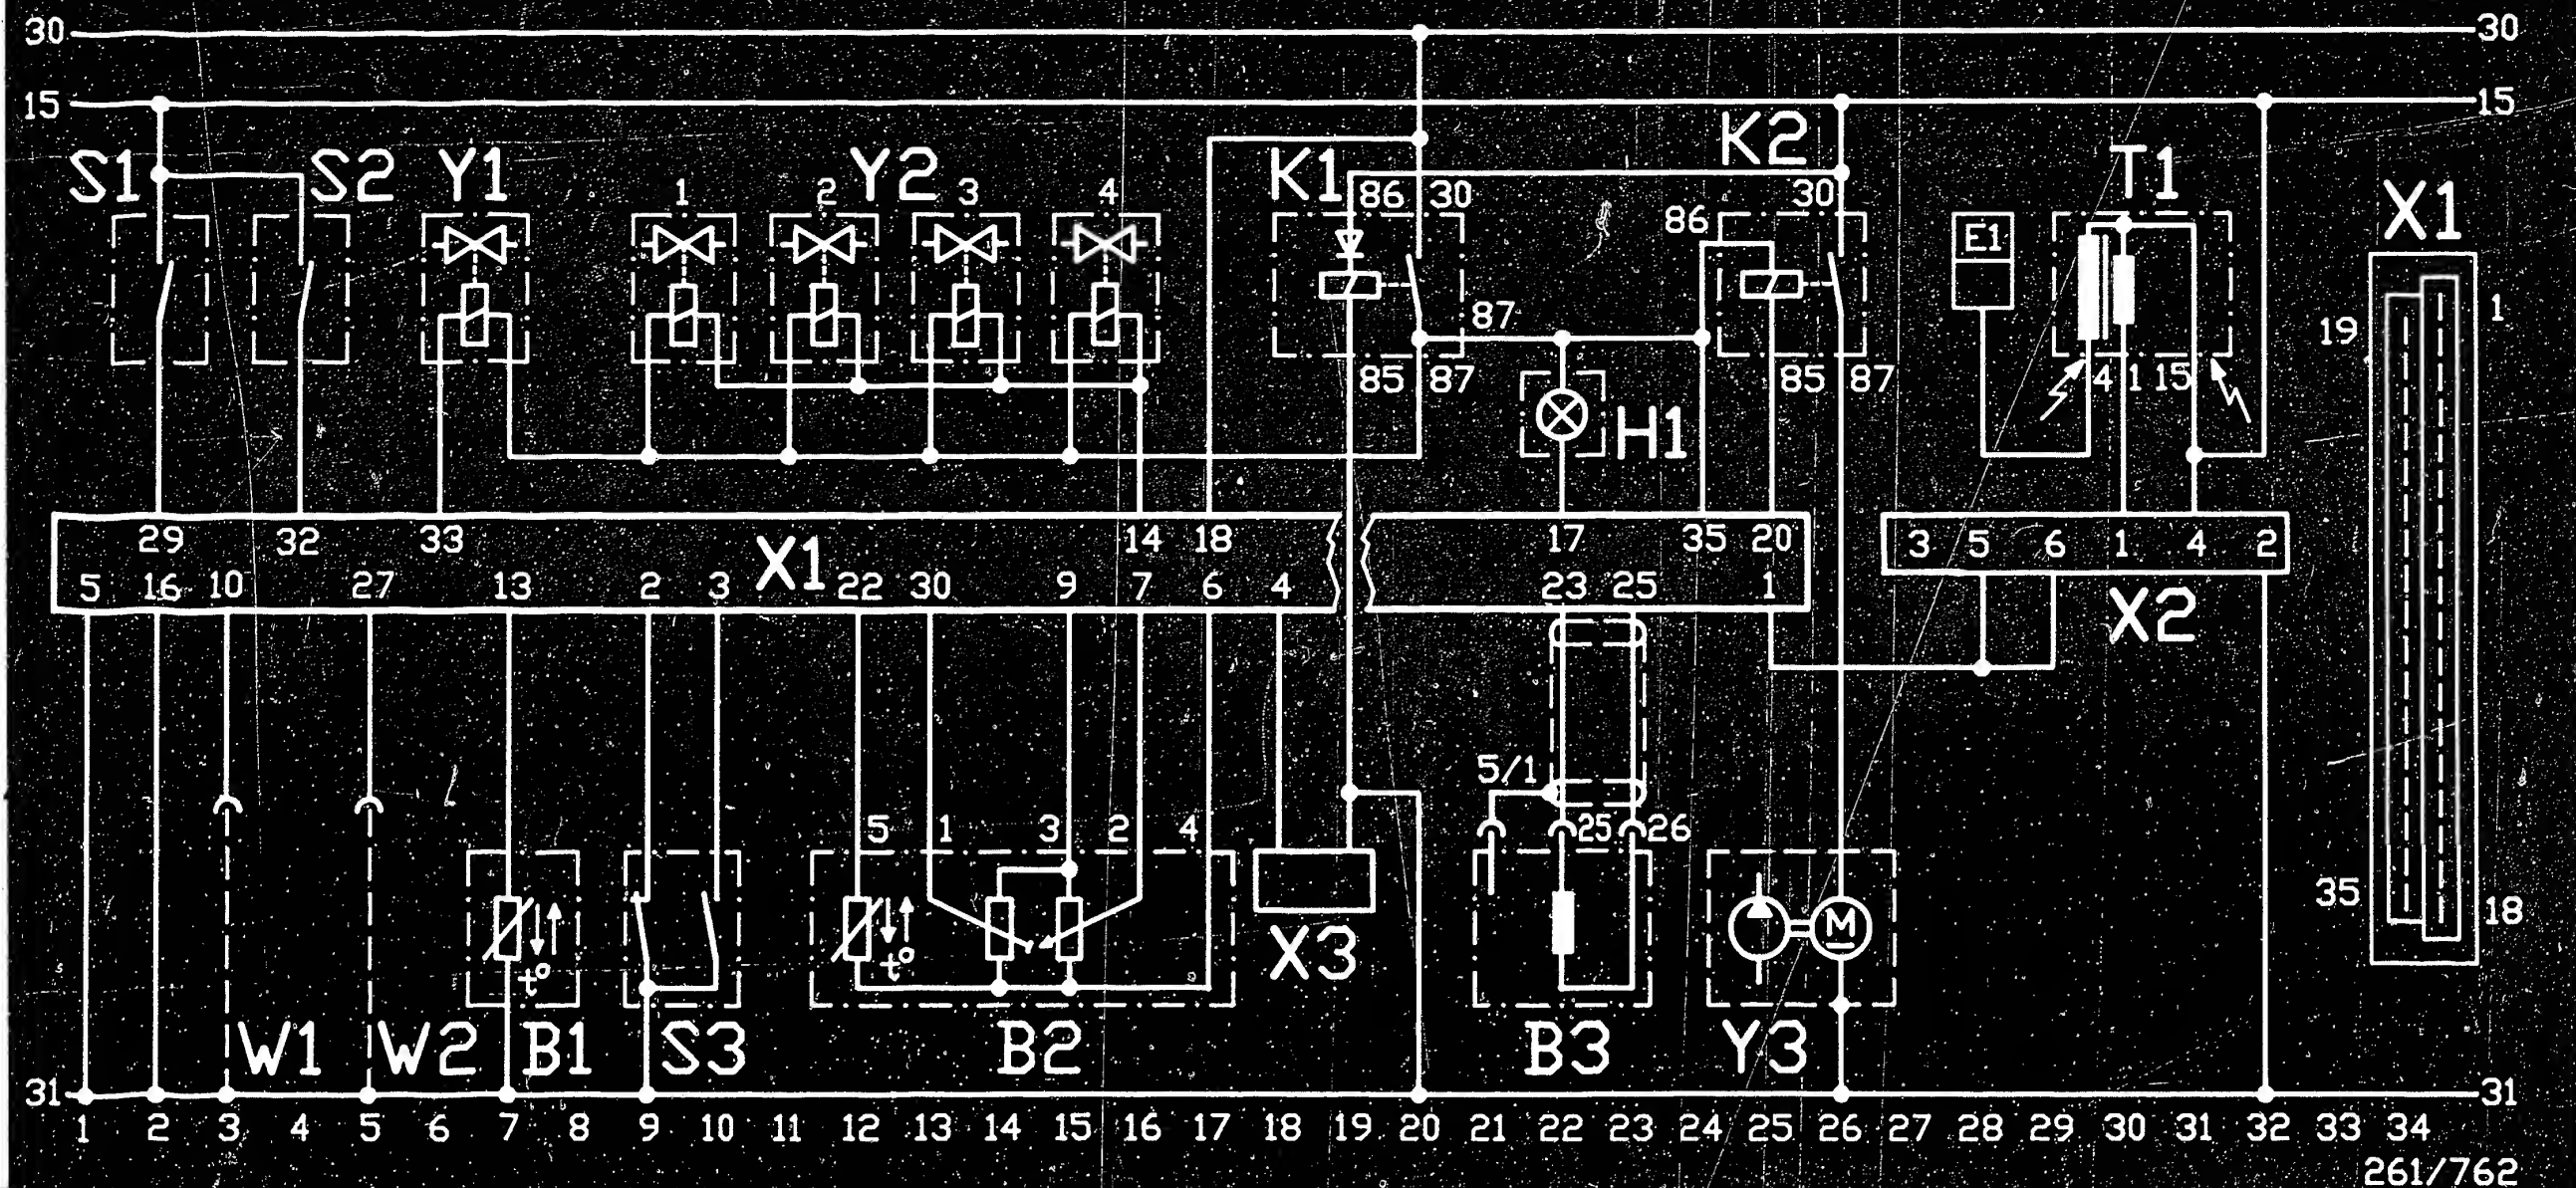 30 30
15 15
S1 S2 Y1 1 2 Y2 3 4 K1 86 30 K2 30 86 E1 T1 X1
87 19 1
85 87 85 87 4 1 15
H1
29 32 33 14 18 17 35 20 3 5 6 1 4 2
X1
5 16 10 27 13 2 3 22 30 9 7 6 4 23 25 1
X2
5/1
5 1 3 2 4 25 26
35 18
M
t° t° X3
W1 W2 B1 S3 B2 B3 Y3
31 31
1 2 3 4 5 6 7 8 9 10 11 12 13 14 15 16 17 18 19 20 21 22 23 24 25 26 27 28 29 30 31 32 33 34
261/762